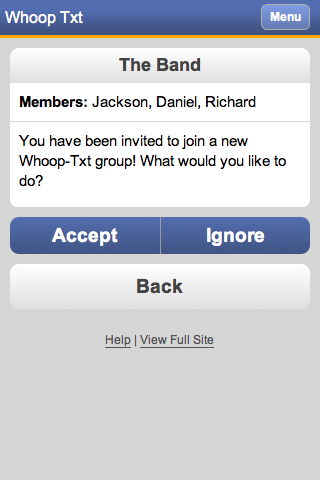 Whoop Txt
Menu
The Band
Members: Jackson, Daniel, Richard
You have been invited to join a new
Whoop-Txt group! What would you like to
do?
Accept
Ignore
Back
Help | View Full Site